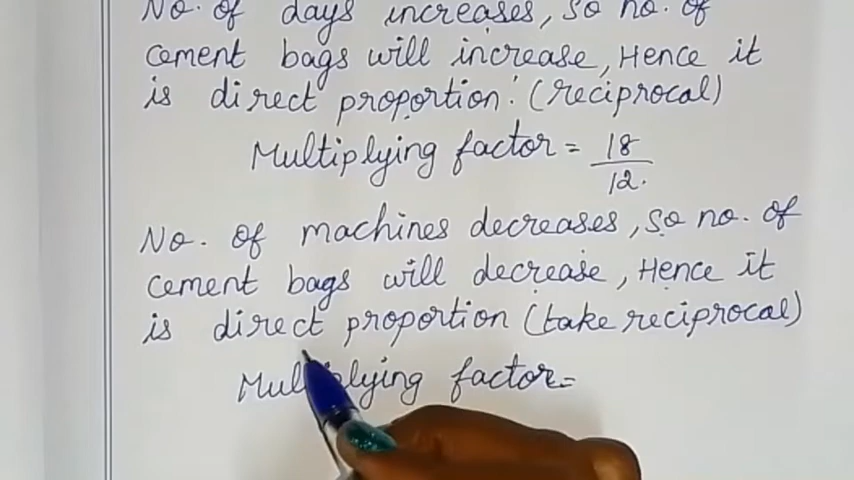 No. of days increases, so no. of
cement bags will increase, Hence it
is direct proportion. (reciprocal)
Multiplying factor = 18
12.
No. of machines decreases, so no. of
cement bags will decrease, Hence it
is direct proportion (take reciprocal)
Multiplying factor =